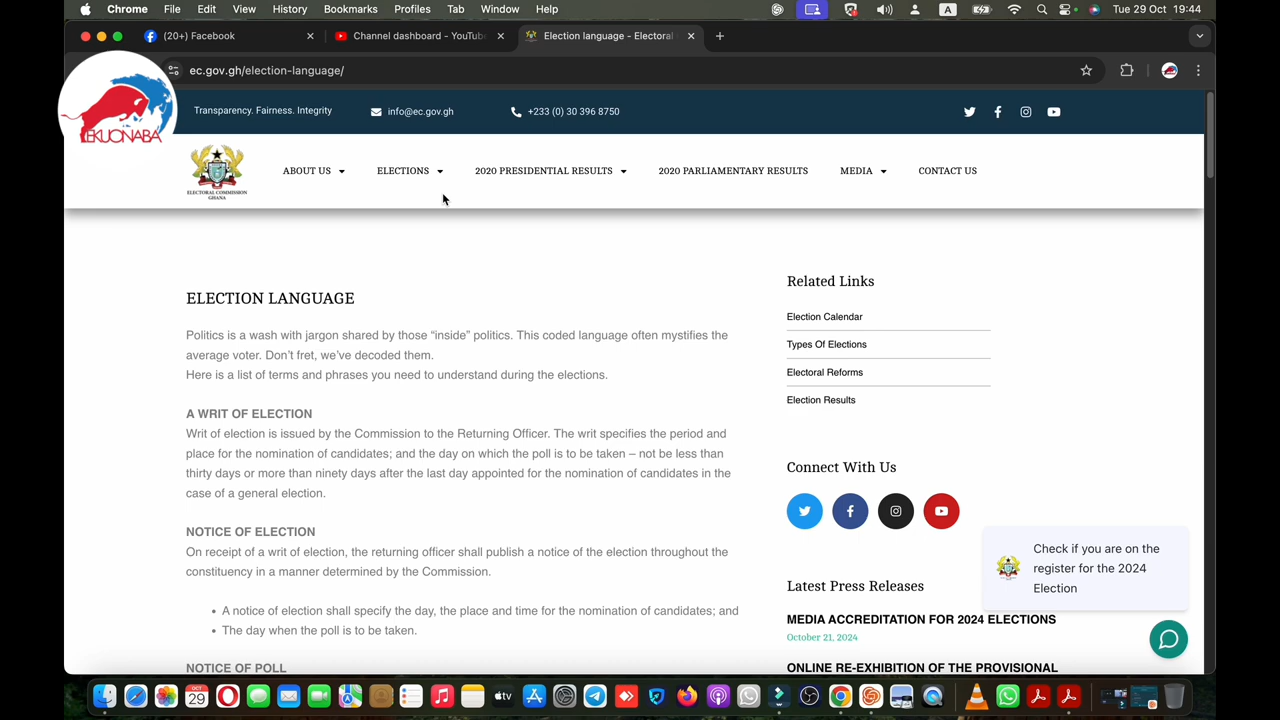 Chrome File Edit View History Bookmarks Profiles Tab Window Help A Tue 29 Oct 19:44
(20+) Facebook Channel dashboard - YouTube Election language - Electoral
ec.gov.gh/election-language/
EKUONABA
Transparency. Fairness. Integrity info@ec.gov.gh +233 (0) 30 396 8750
ELECTORAL COMMISSION
GHANA
ABOUT US ELECTIONS 2020 PRESIDENTIAL RESULTS 2020 PARLIAMENTARY RESULTS MEDIA CONTACT US
ELECTION LANGUAGE
Politics is a wash with jargon shared by those “inside” politics. This coded language often mystifies the
average voter. Don’t fret, we’ve decoded them.
Here is a list of terms and phrases you need to understand during the elections.
A WRIT OF ELECTION
Writ of election is issued by the Commission to the Returning Officer. The writ specifies the period and
place for the nomination of candidates; and the day on which the poll is to be taken – not be less than
thirty days or more than ninety days after the last day appointed for the nomination of candidates in the
case of a general election.
NOTICE OF ELECTION
On receipt of a writ of election, the returning officer shall publish a notice of the election throughout the
constituency in a manner determined by the Commission.
• A notice of election shall specify the day, the place and time for the nomination of candidates; and
• The day when the poll is to be taken.
NOTICE OF POLL
Related Links
Election Calendar
Types Of Elections
Electoral Reforms
Election Results
Connect With Us
Latest Press Releases
MEDIA ACCREDITATION FOR 2024 ELECTIONS
October 21, 2024
ONLINE RE-EXHIBITION OF THE PROVISIONAL
Check if you are on the
register for the 2024
Election
OCT
29
tv